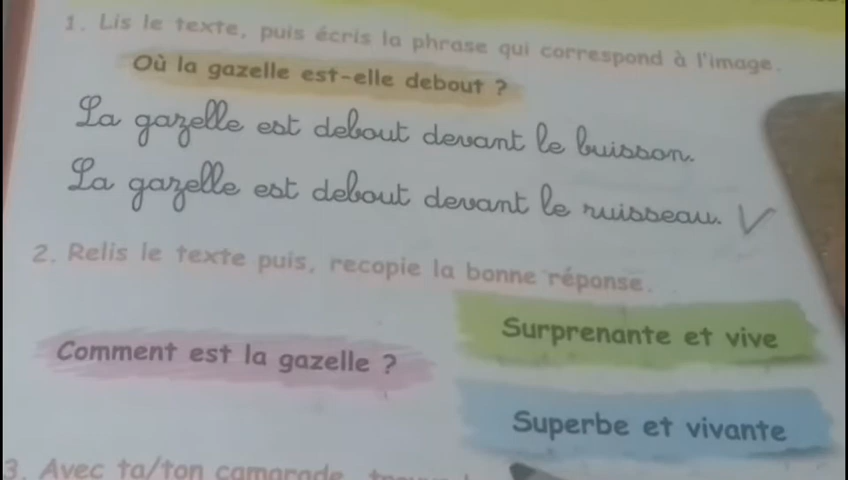 1. Lis le texte, puis écris la phrase qui correspond à l'image.
Où la gazelle est-elle debout ?
La gazelle est debout devant le buisson.
La gazelle est debout devant le ruisseau. ✓
2. Relis le texte puis, recopie la bonne réponse.
Surprenante et vive
Comment est la gazelle ?
Superbe et vivante
3. Avec ta/ton camarade,